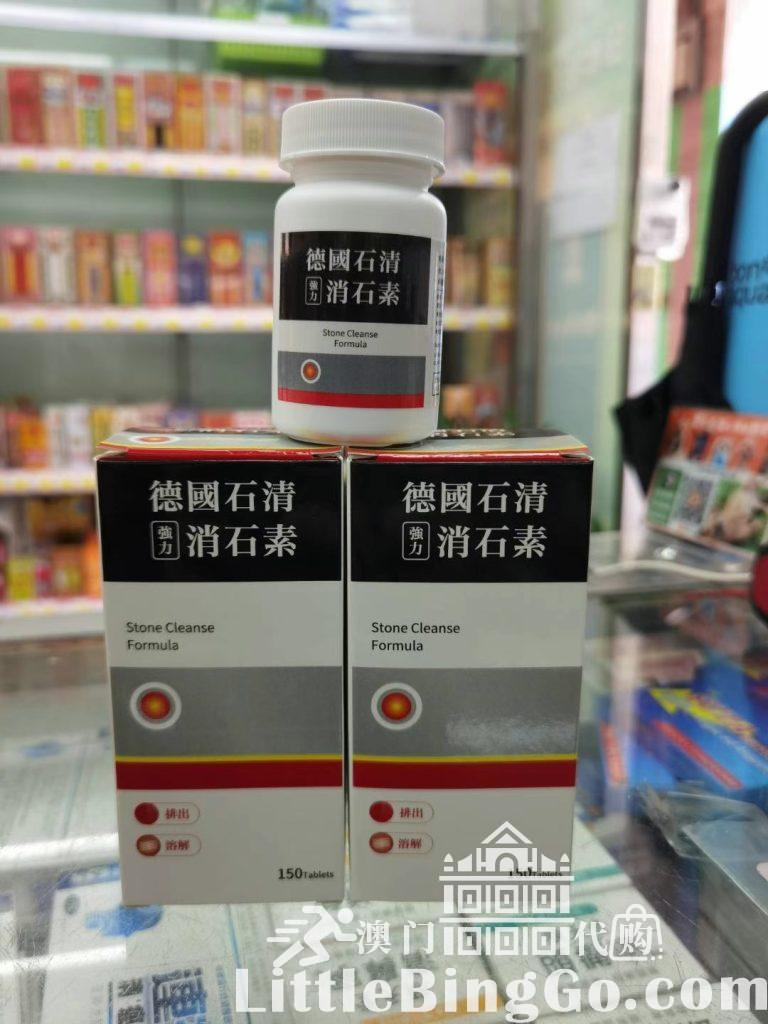 德國石清
強力 消石素
Stone Cleanse
Formula
德國石清
強力 消石素
Stone Cleanse
Formula
排出
溶解
150Tablets
德國石清
強力 消石素
Stone Cleanse
Formula
排出
溶解
150Tablets
澳门代购
LittleBingGo.com